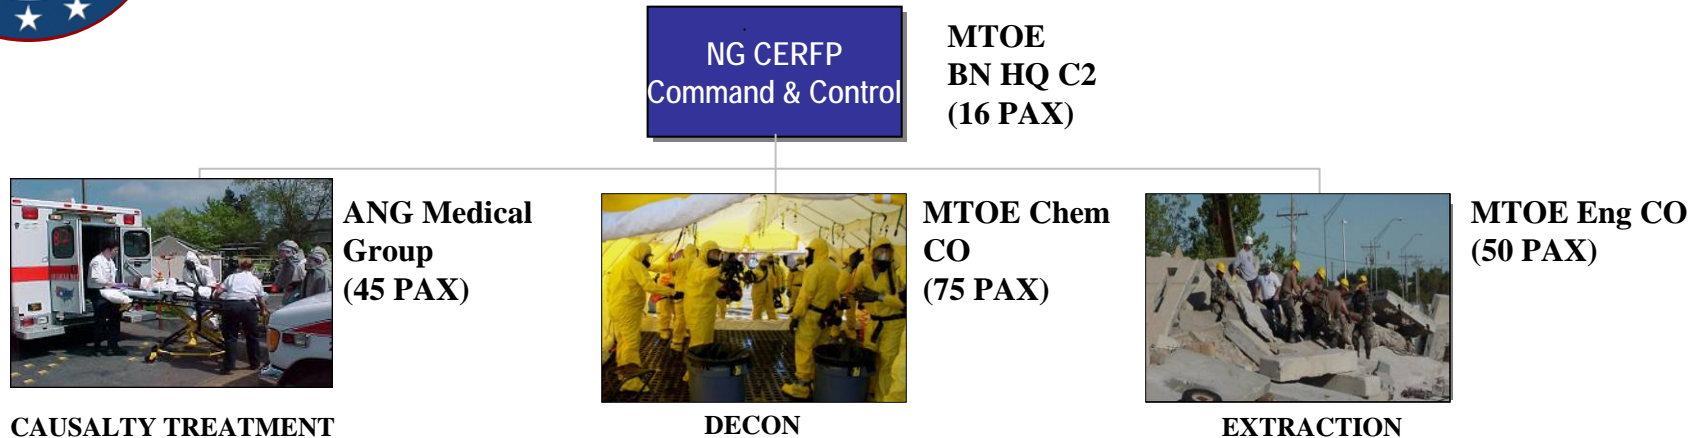 NG CERFP
Command & Control
MTOE
BN HQ C2
(16 PAX)
ANG Medical
Group
(45 PAX)
MTOE Chem
CO
(75 PAX)
MTOE Eng CO
(50 PAX)
CAUSALTY TREATMENT
DECON
EXTRACTION